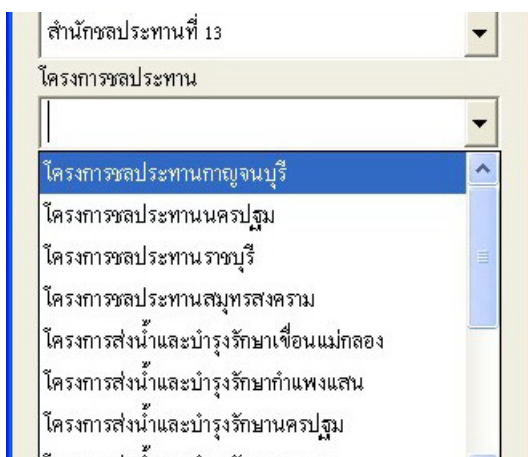 สำนักชลประทานที่ 13
โครงการชลประทาน
โครงการชลประทานกาญจนบุรี
โครงการชลประทานนครปฐม
โครงการชลประทานราชบุรี
โครงการชลประทานสมุทรสงคราม
โครงการส่งน้ำและบำรุงรักษาเขื่อนแม่กลอง
โครงการส่งน้ำและบำรุงรักษากำแพงแสน
โครงการส่งน้ำและบำรุงรักษานครปฐม